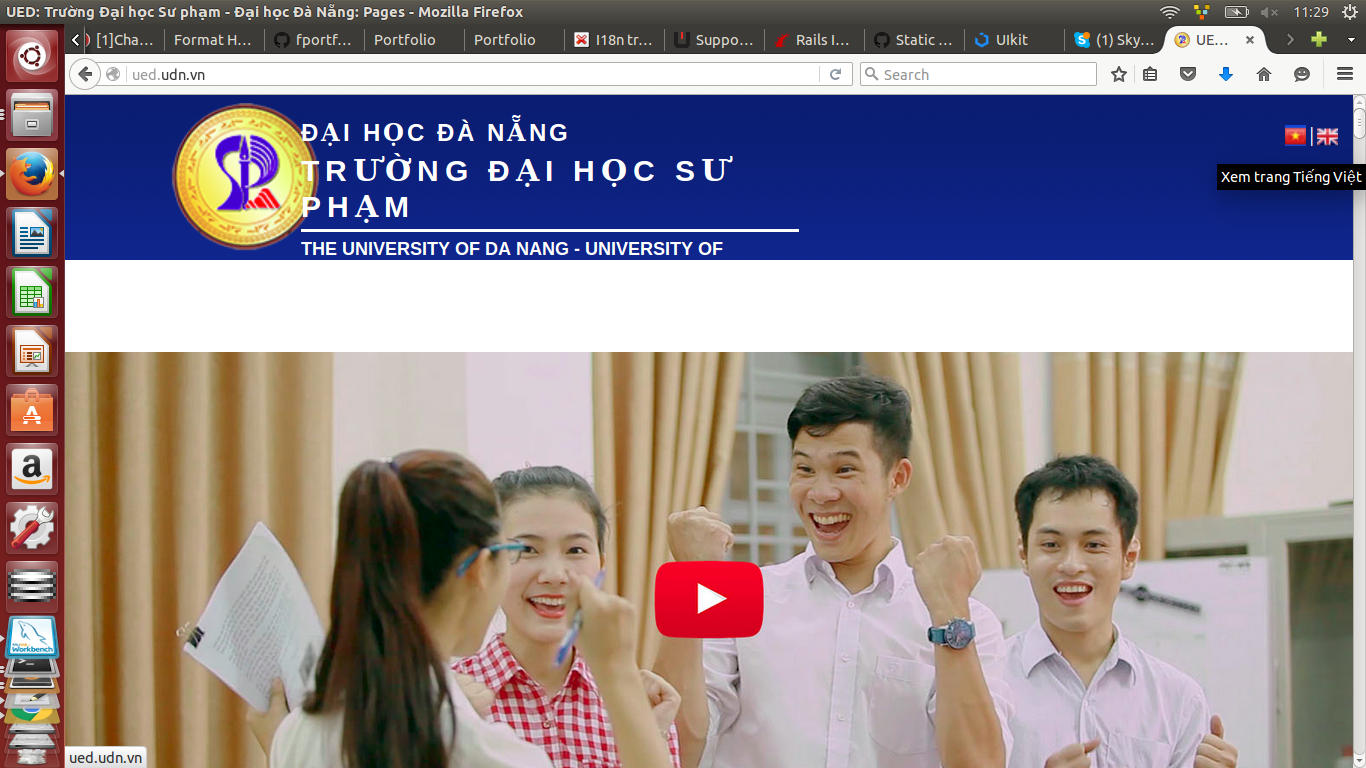 UED: Trường Đại học Sư phạm - Đại học Đà Nẵng: Pages - Mozilla Firefox
11:29
[1]Cha...
Format H...
fportf...
Portfolio
Portfolio
I18n tr...
Suppo...
Rails I...
Static ...
UIkit
(1) Sky...
UE...
ued.udn.vn
Search
ĐẠI HỌC ĐÀ NẴNG
TRƯỜNG ĐẠI HỌC SƯ
PHẠM
THE UNIVERSITY OF DA NANG - UNIVERSITY OF
|
Xem trang Tiếng Việt
Workbench
ued.udn.vn